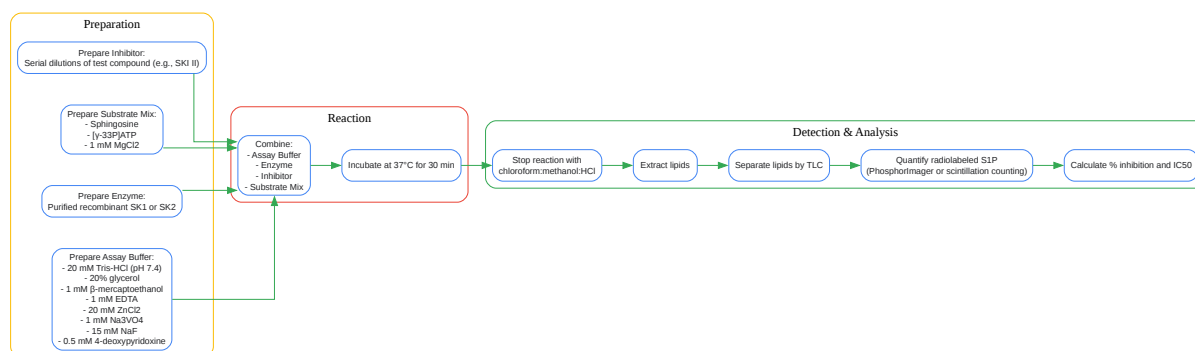 Preparation
Prepare Inhibitor:
Serial dilutions of test compound (e.g., SKI II)
Prepare Substrate Mix:
- Sphingosine
- [γ-33P]ATP
- 1 mM MgCl2
Prepare Enzyme:
Purified recombinant SK1 or SK2
Prepare Assay Buffer:
- 20 mM Tris-HCl (pH 7.4)
- 20% glycerol
- 1 mM β-mercaptoethanol
- 1 mM EDTA
- 20 mM ZnCl2
- 1 mM Na3VO4
- 15 mM NaF
- 0.5 mM 4-deoxypyridoxine
Reaction
Combine:
- Assay Buffer
- Enzyme
- Inhibitor
- Substrate Mix
Incubate at 37°C for 30 min
Detection & Analysis
Stop reaction with
chloroform:methanol:HCl
Extract lipids
Separate lipids by TLC
Quantify radiolabeled S1P
(PhosphorImager or scintillation counting)
Calculate % inhibition and IC50